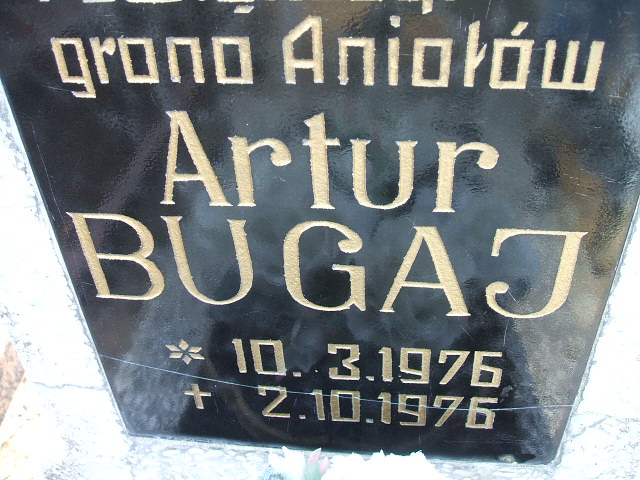 grono Aniołów
Artur
BUGAJ
* 10. 3.1976
+ 2.10.1976